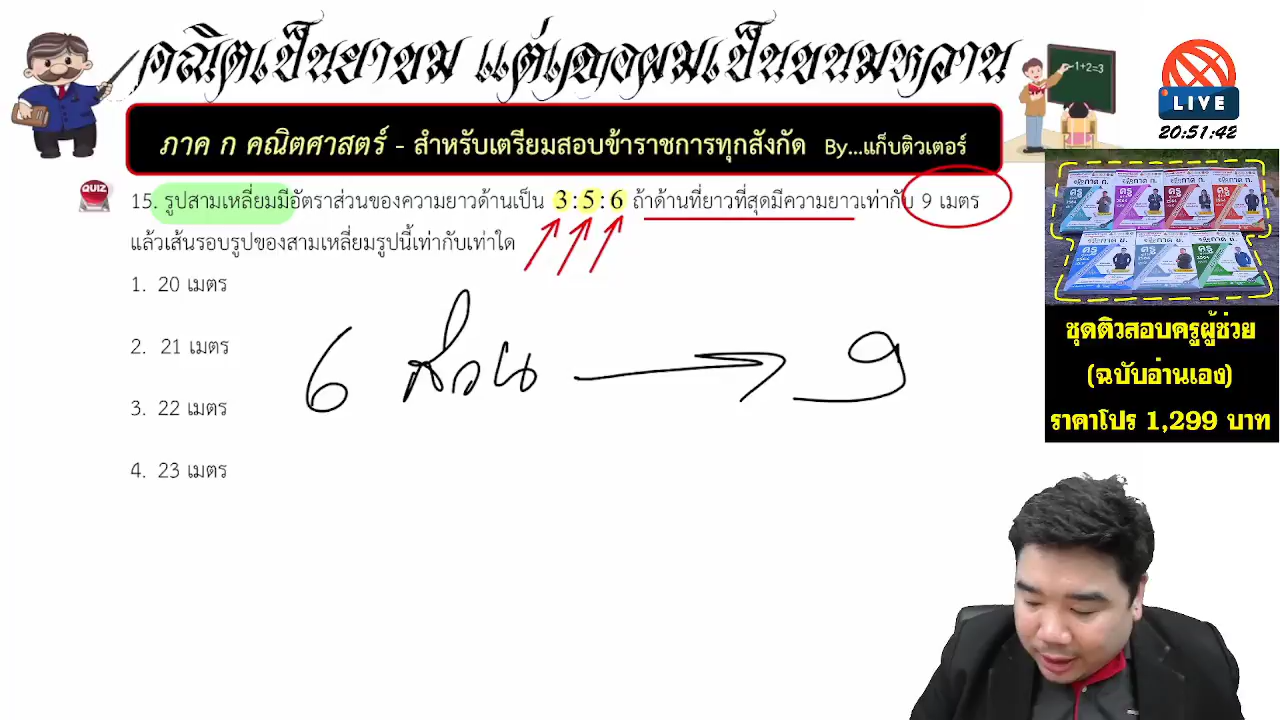 คณิตเป็นยาขม แต่เจอผมเป็นขนมหวาน
-1+2=3
LIVE
20:51:42
ภาค ก คณิตศาสตร์ - สำหรับเตรียมสอบข้าราชการทุกสังกัด By...แก็บติวเตอร์
QUIZ
15. รูปสามเหลี่ยมมีอัตราส่วนของความยาวด้านเป็น 3:5:6 ถ้าด้านที่ยาวที่สุดมีความยาวเท่ากับ 9 เมตร
แล้วเส้นรอบรูปของสามเหลี่ยมรูปนี้เท่ากับเท่าใด
1. 20 เมตร
2. 21 เมตร
3. 22 เมตร
4. 23 เมตร
6 ส่วน → 9
ชุดติวสอบครูผู้ช่วย
(ฉบับอ่านเอง)
ราคาโปร 1,299 บาท